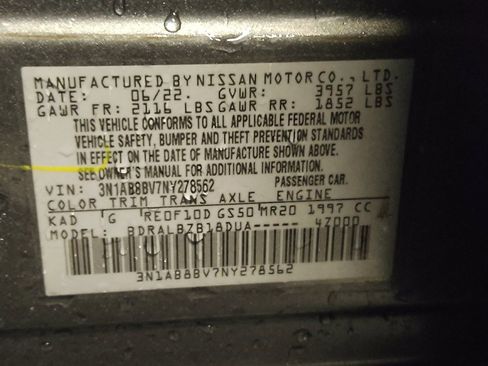 MANUFACTURED BY NISSAN MOTOR CO., LTD.
DATE: 06/22. GVWR: 3957 LBS
GAWR FR: 2116 LBS GAWR RR: 1852 LBS
THIS VEHICLE CONFORMS TO ALL APPLICABLE FEDERAL MOTOR
VEHICLE SAFETY, BUMPER AND THEFT PREVENTION STANDARDS
IN EFFECT ON THE DATE OF MANUFACTURE SHOWN ABOVE.
SEE OWNER'S MANUAL FOR ADDITIONAL INFORMATION.
VIN: 3N1AB8BV7NY278562 PASSENGER CAR.
COLOR TRIM TRANS AXLE ENGINE
KAD G RE0F10D GS50 MR20 1997 CC
MODEL: BDRALBZB18DUA----- 4Z000
3N1AB8BV7NY278562